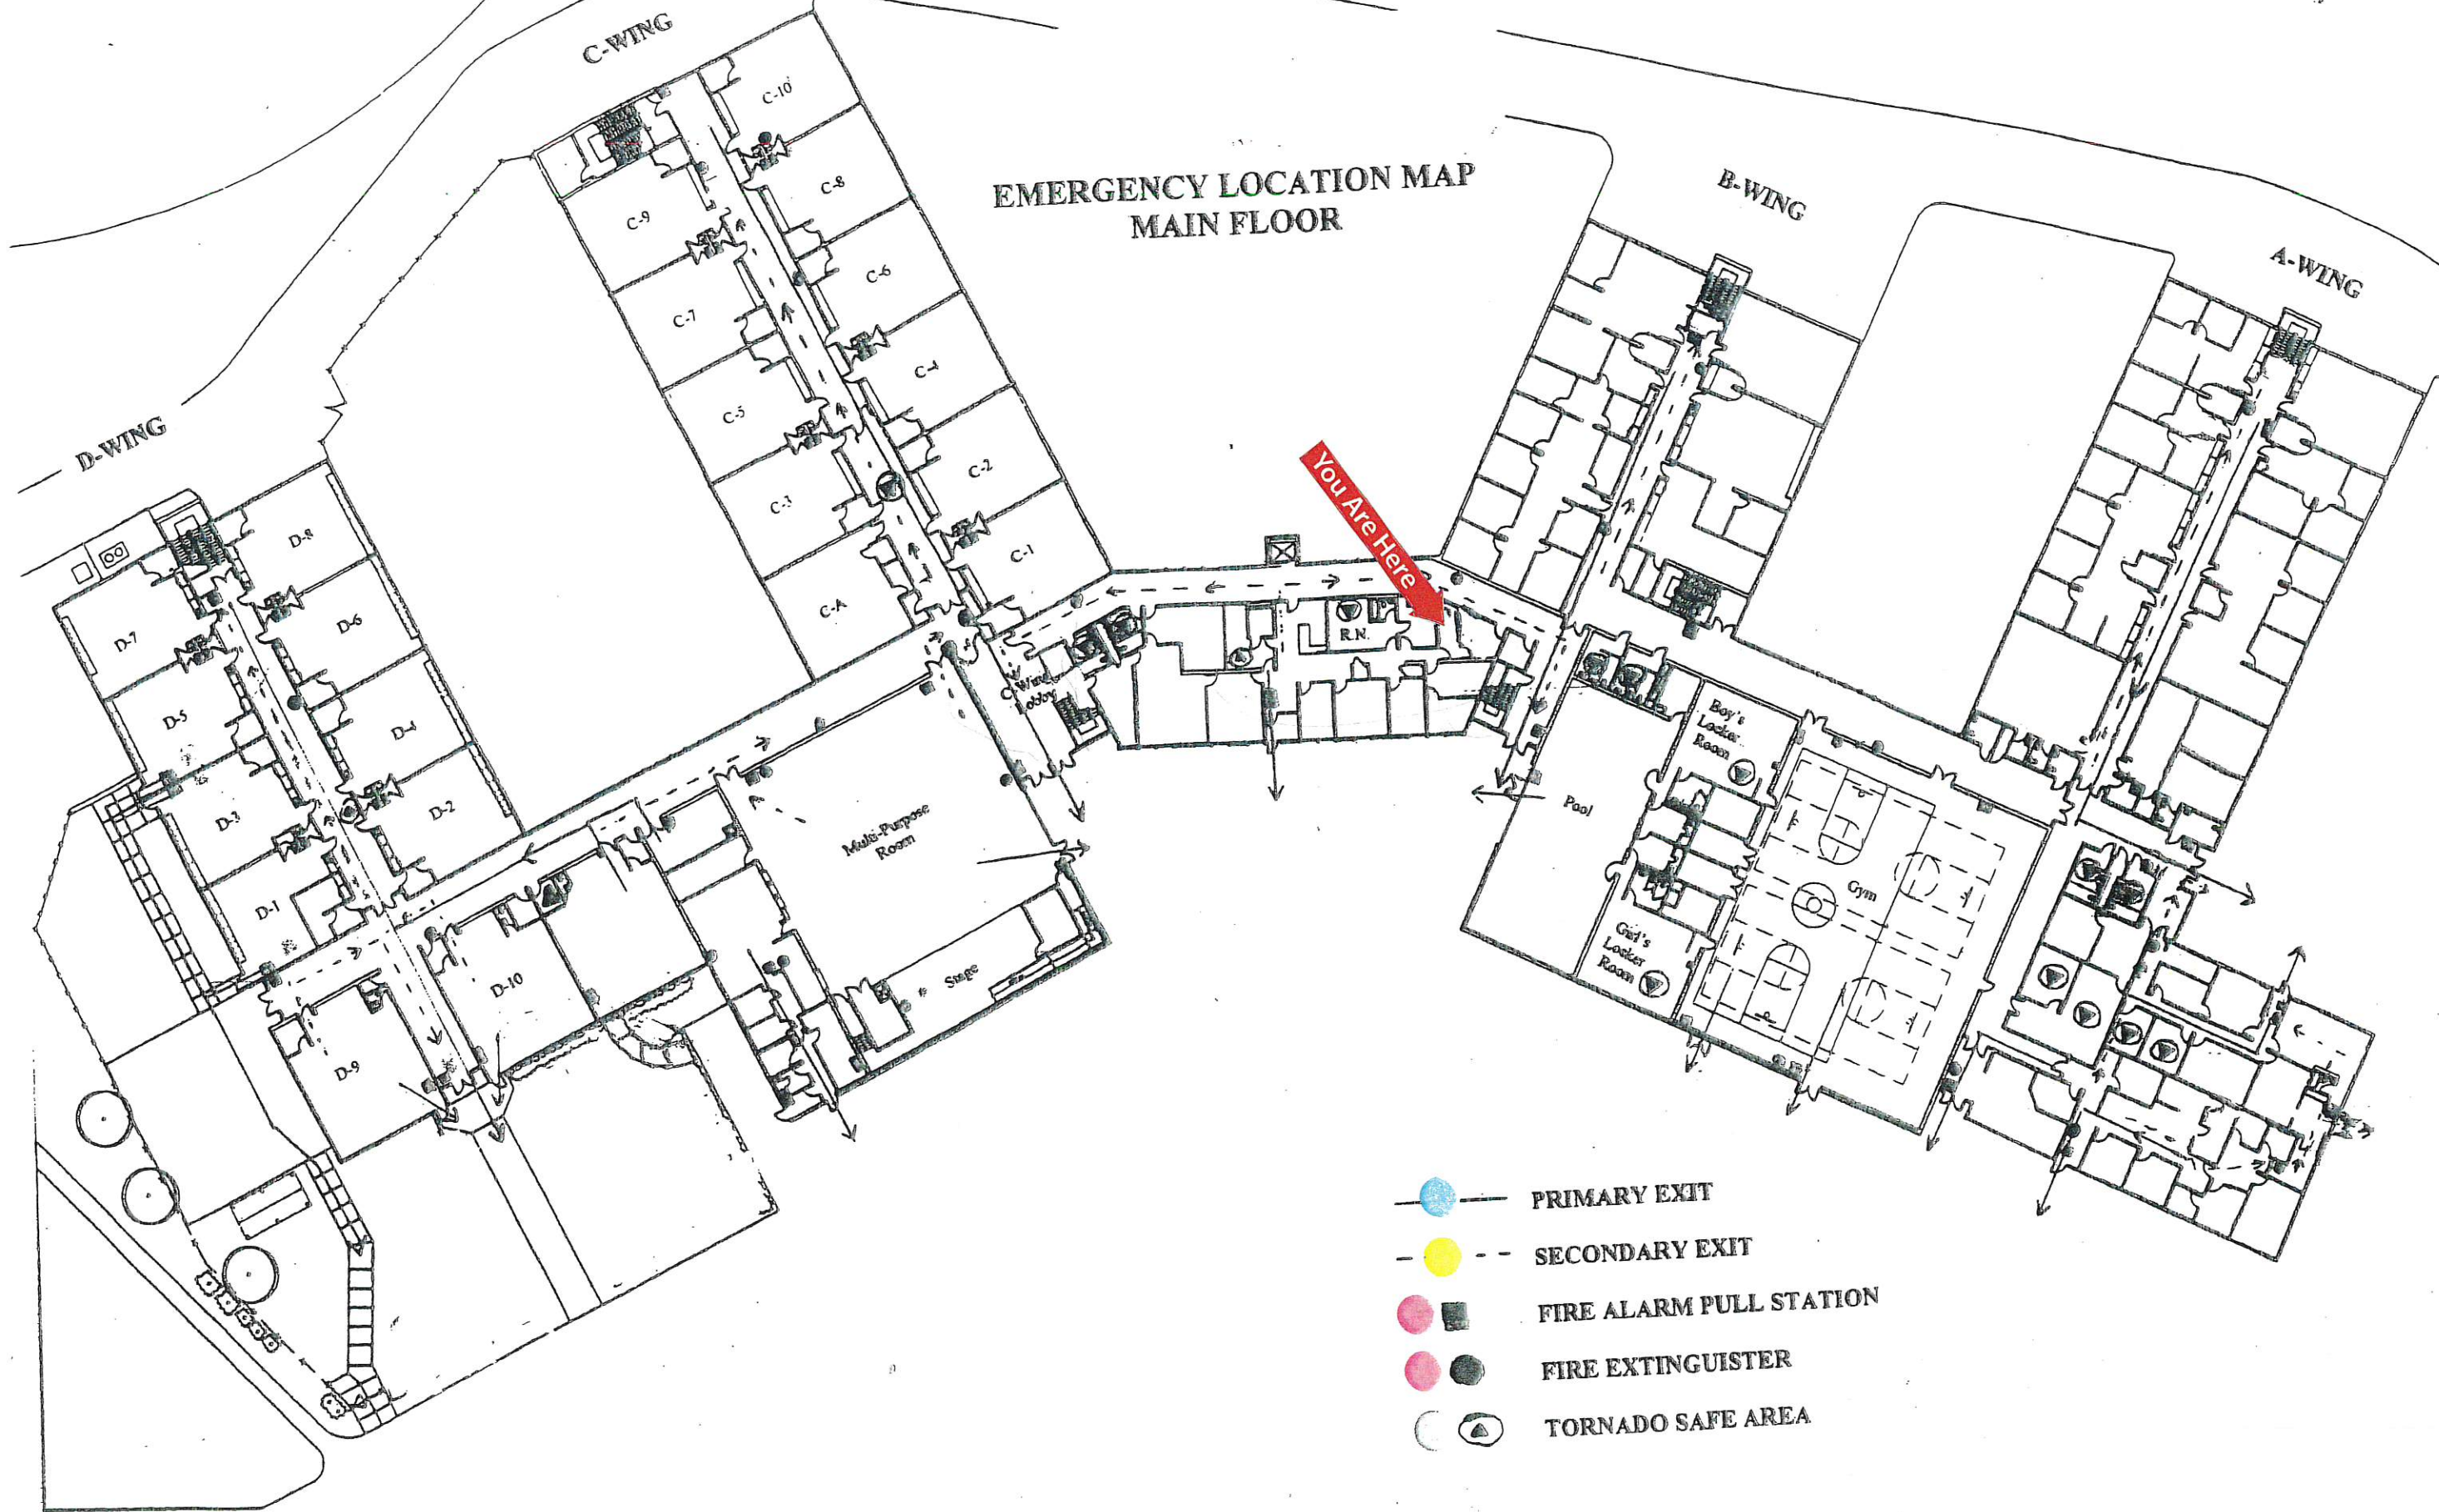 C-WING
C-10
C-8
C-9
C-6
C-7
C-4
C-5
C-2
C-3
C-1
C-A
EMERGENCY LOCATION MAP
MAIN FLOOR
B-WING
A-WING
D-WING
D-8
D-7
D-6
D-5
D-4
D-3
D-2
D-1
D-10
D-9
You Are Here
R.N.
C-Wing
Lobby
Multi-Purpose
Room
Stage
Boy's
Locker
Room
Pool
Gym
Girl's
Locker
Room
PRIMARY EXIT
SECONDARY EXIT
FIRE ALARM PULL STATION
FIRE EXTINGUISTER
TORNADO SAFE AREA